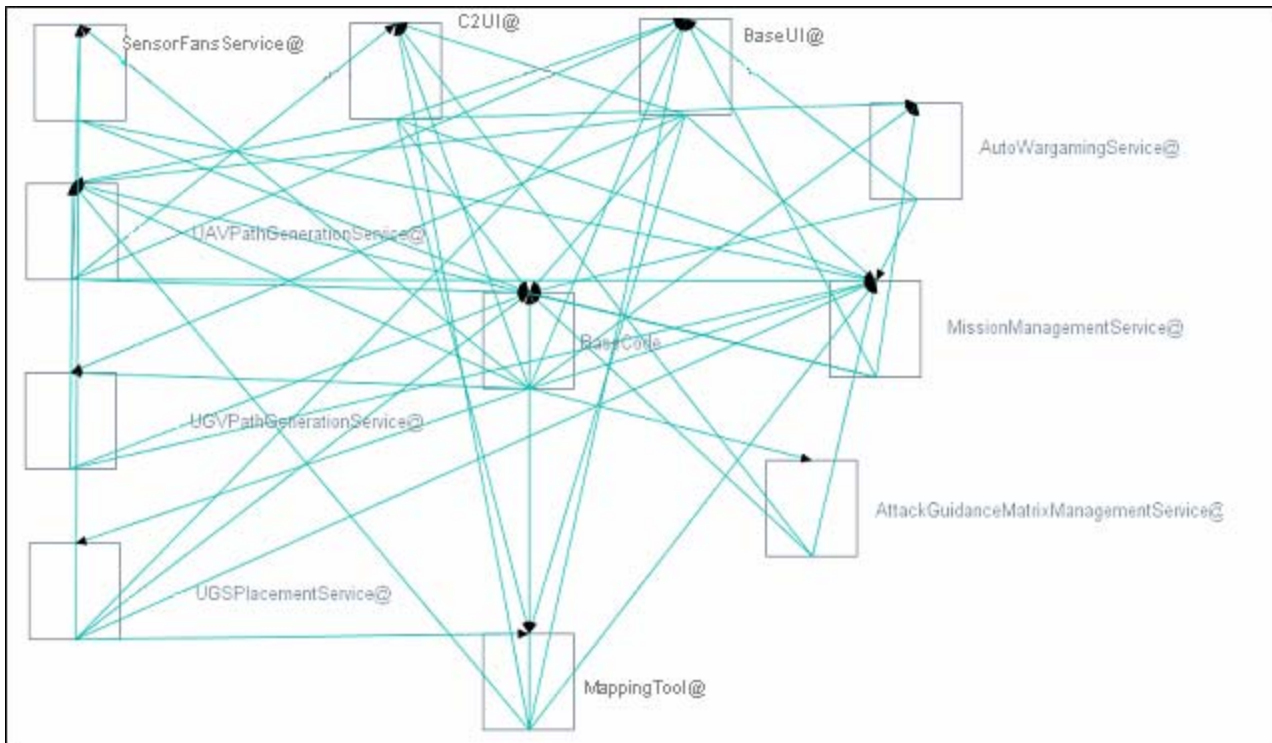 SensorFansService@
C2UI@
BaseUI@
AutoWargamingService@
UAVPathGenerationService@
BaseCode
MissionManagementService@
UGVPathGenerationService@
AttackGuidanceMatrixManagementService@
UGSPlacementService@
MappingTool@